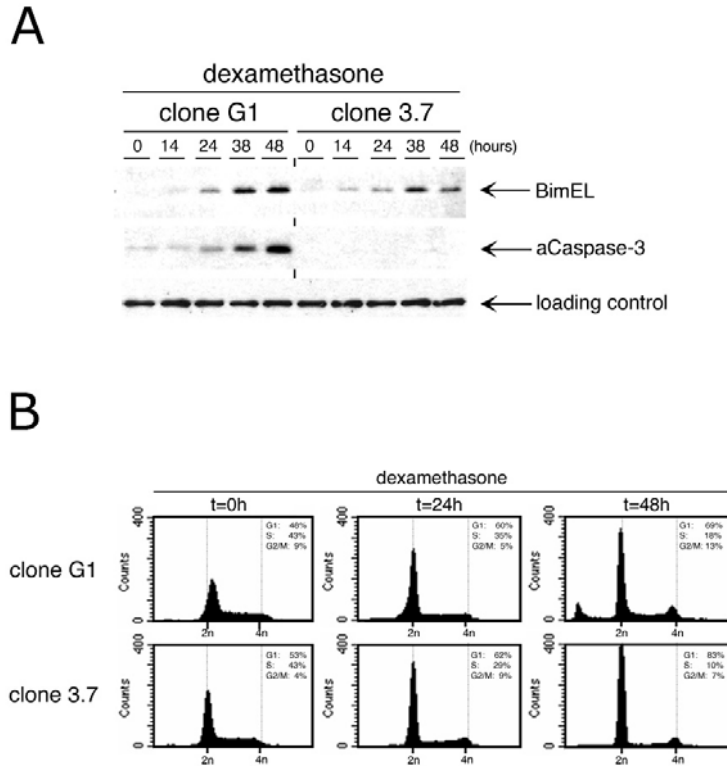 A
dexamethasone
clone G1 clone 3.7
0 14 24 38 48 0 14 24 38 48 (hours)
BimEL
aCaspase-3
loading control
B
dexamethasone
t=0h t=24h t=48h
clone G1
400
0
Counts
G1: 48%
S: 43%
G2/M: 9%
2n 4n
400
0
Counts
G1: 60%
S: 35%
G2/M: 5%
2n 4n
400
0
Counts
G1: 69%
S: 18%
G2/M: 13%
2n 4n
clone 3.7
400
0
Counts
G1: 53%
S: 43%
G2/M: 4%
2n 4n
400
0
Counts
G1: 62%
S: 29%
G2/M: 9%
2n 4n
400
0
Counts
G1: 83%
S: 10%
G2/M: 7%
2n 4n